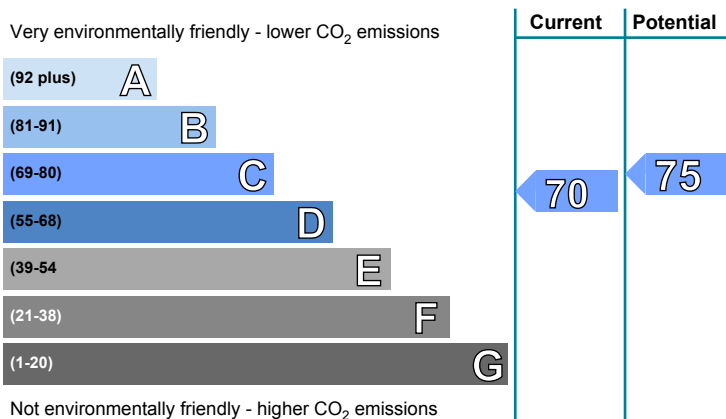 Current Potential
Very environmentally friendly - lower CO2 emissions
(92 plus) A
(81-91) B
(69-80) C
75
70
(55-68) D
(39-54 E
(21-38) F
(1-20) G
Not environmentally friendly - higher CO2 emissions